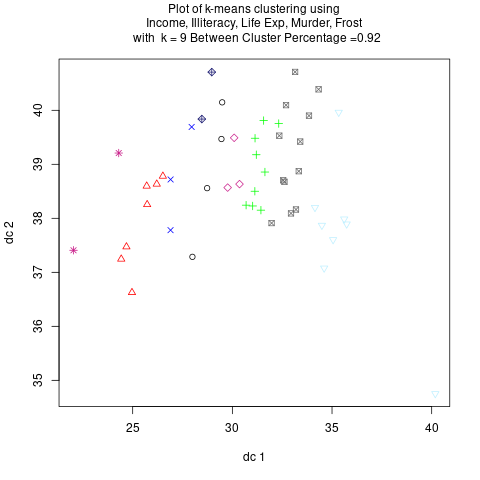 Plot of k-means clustering using
Income, Illiteracy, Life Exp, Murder, Frost
with k = 9 Between Cluster Percentage =0.92
40
39
38
37
36
35
dc 2
25
30
35
40
dc 1